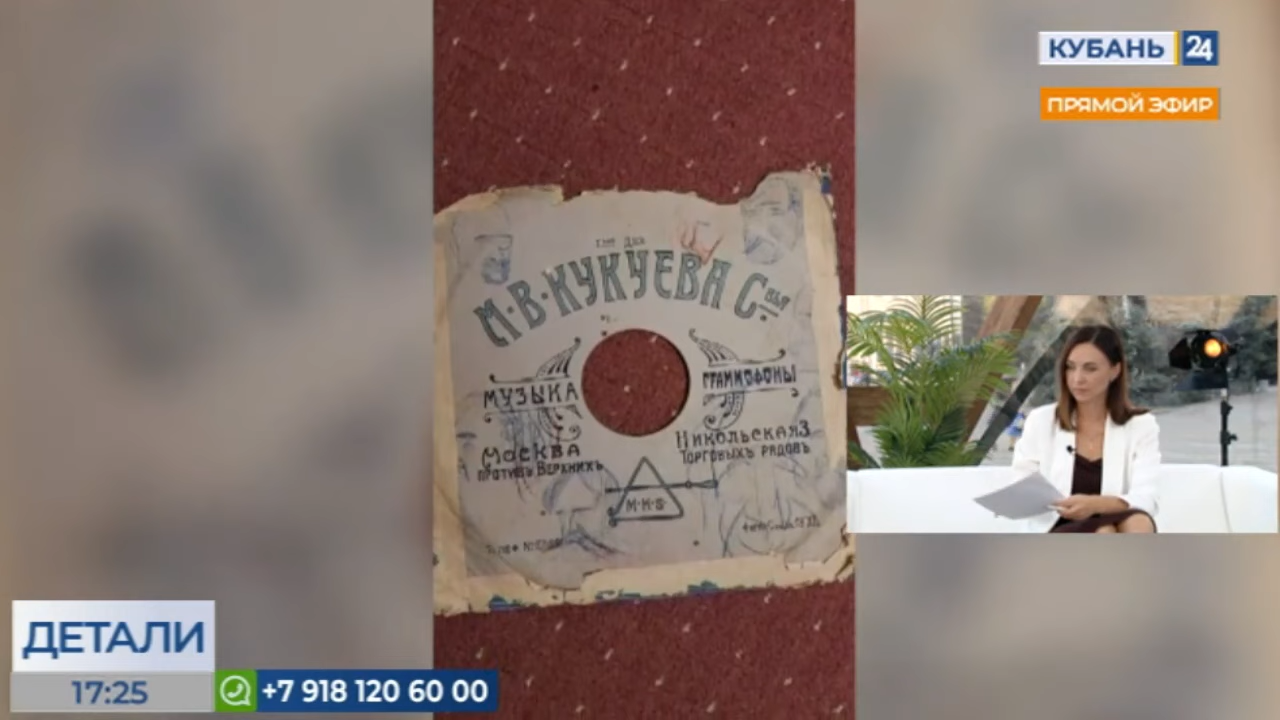 КУБАНЬ 24
ПРЯМОЙ ЭФИР
М·В·КУКУЕВА С НЬЯ
МУЗЫКА
ГРАММОФОНЫ
МОСКВА
НИКОЛЬСКАЯ 3
ПРОТИВЪ ВЕРХНИХЪ
ТОРГОВЫХЪ РЯДОВЪ
М·К·С·
ДЕТАЛИ
17:25
+7 918 120 60 00